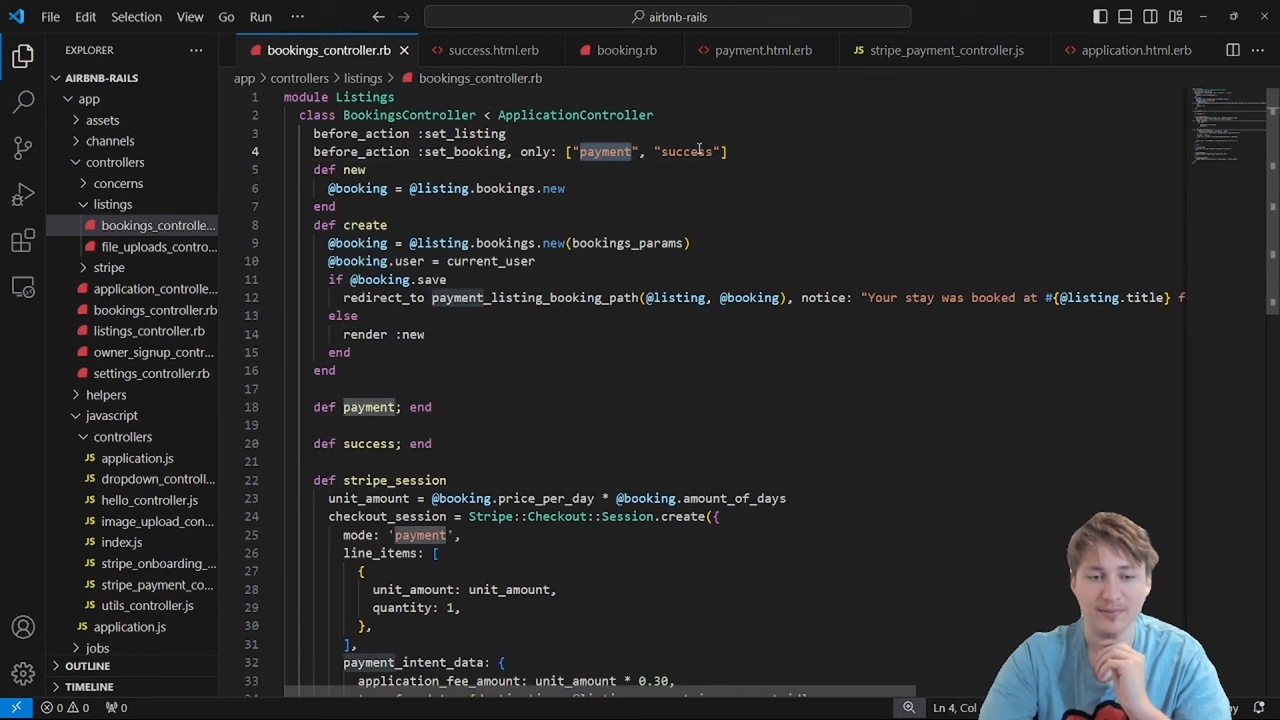 File Edit Selection View Go Run ··· airbnb-rails
EXPLORER ···
bookings_controller.rb success.html.erb booking.rb payment.html.erb stripe_payment_controller.js application.html.erb
app > controllers > listings > bookings_controller.rb
AIRBNB-RAILS
app
assets
channels
controllers
concerns
listings
bookings_controlle...
file_uploads_contro...
stripe
application_controlle...
bookings_controller.rb
listings_controller.rb
owner_signup_contr...
settings_controller.rb
helpers
javascript
controllers
application.js
dropdown_controll...
hello_controller.js
image_upload_con...
index.js
stripe_onboarding_...
stripe_payment_co...
utils_controller.js
application.js
jobs
OUTLINE
TIMELINE
1 module Listings
2 class BookingsController < ApplicationController
3 before_action :set_listing
4 before_action :set_booking, only: ["payment", "success"]
5 def new
6 @booking = @listing.bookings.new
7 end
8 def create
9 @booking = @listing.bookings.new(bookings_params)
10 @booking.user = current_user
11 if @booking.save
12 redirect_to payment_listing_booking_path(@listing, @booking), notice: "Your stay was booked at #{@listing.title} f
13 else
14 render :new
15 end
16 end
17
18 def payment; end
19
20 def success; end
21
22 def stripe_session
23 unit_amount = @booking.price_per_day * @booking.amount_of_days
24 checkout_session = Stripe::Checkout::Session.create({
25 mode: 'payment',
26 line_items: [
27 {
28 unit_amount: unit_amount,
29 quantity: 1,
30 },
31 ],
32 payment_intent_data: {
33 application_fee_amount: unit_amount * 0.30,
0 0 0 Ln 4, Col